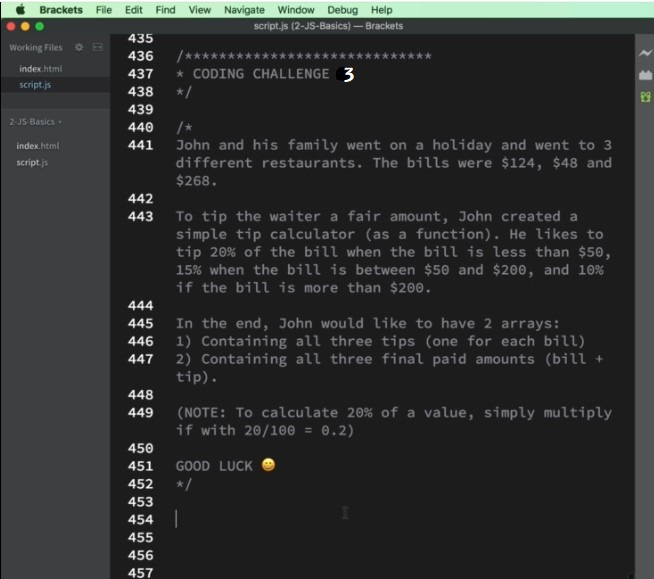 Brackets File Edit Find View Navigate Window Debug Help
script.js (2-JS-Basics) — Brackets
Working Files
index.html
script.js
2-JS-Basics
index.html
script.js
435
436 /*****************************
437 * CODING CHALLENGE 3
438 */
439
440 /*
441 John and his family went on a holiday and went to 3
different restaurants. The bills were $124, $48 and
$268.
442
443 To tip the waiter a fair amount, John created a
simple tip calculator (as a function). He likes to
tip 20% of the bill when the bill is less than $50,
15% when the bill is between $50 and $200, and 10%
if the bill is more than $200.
444
445 In the end, John would like to have 2 arrays:
446 1) Containing all three tips (one for each bill)
447 2) Containing all three final paid amounts (bill +
tip).
448
449 (NOTE: To calculate 20% of a value, simply multiply
if with 20/100 = 0.2)
450
451 GOOD LUCK 😀
452 */
453
454
455
456
457